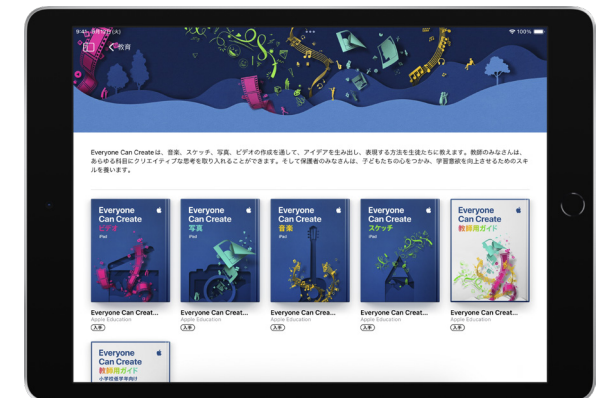 9:41 8月12日(火)
100%
教育
Everyone Can Createは、音楽、スケッチ、写真、ビデオの作成を通して、アイデアを生み出し、表現する方法を生徒たちに教えます。教師のみなさんは、
あらゆる科目にクリエイティブな思考を取り入れることができます。そして保護者のみなさんは、子どもたちの心をつかみ、学習意欲を向上させるためのスキ
ルを養います。
Everyone
Can Create
ビデオ
iPad
Everyone
Can Create
写真
iPad
Everyone
Can Create
音楽
iPad
Everyone
Can Create
スケッチ
iPad
Everyone
Can Create
教師用ガイド
Everyone Can Creat...
Apple Education
入手
Everyone Can Creat...
Apple Education
入手
Everyone Can Crea...
Apple Education
入手
Everyone Can Creat...
Apple Education
入手
Everyone Can Creat...
Apple Education
入手
Everyone
Can Create
教師用ガイド
小学校低学年向け